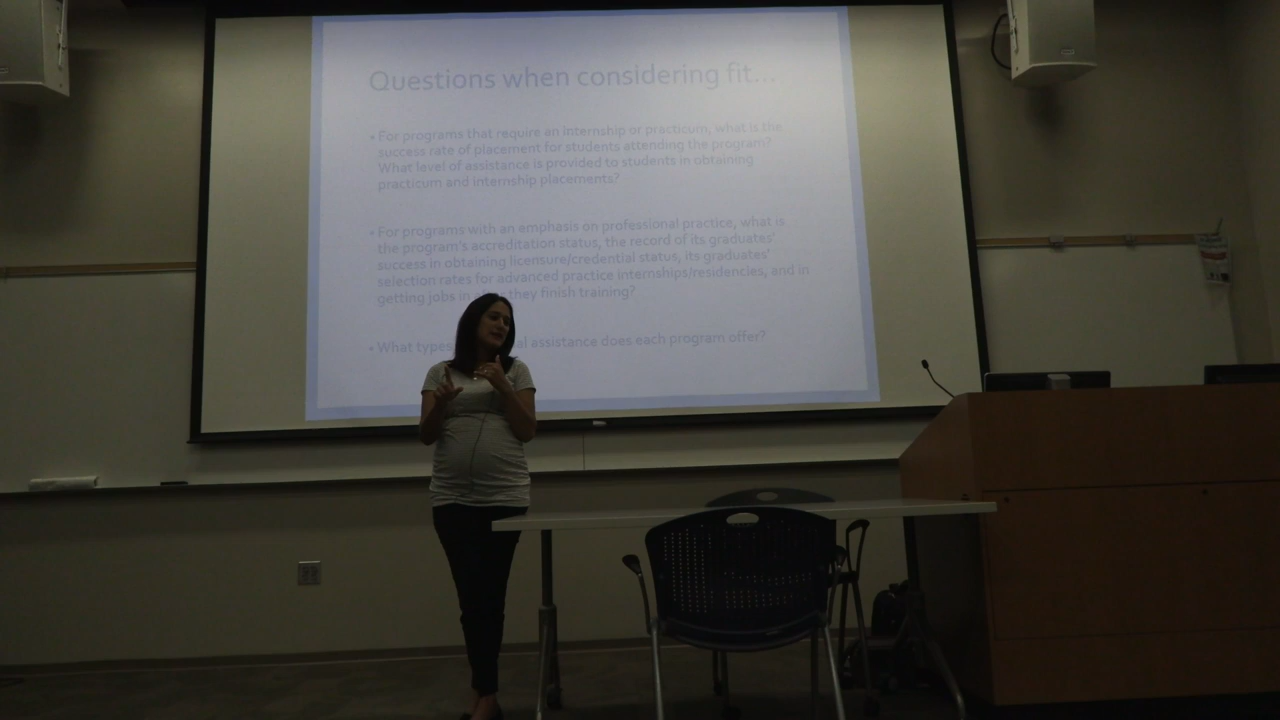 Questions when considering fit...
• For programs that require an internship or practicum, what is the
success rate of placement for students attending the program?
What level of assistance is provided to students in obtaining
practicum and internship placements?
• For programs with an emphasis on professional practice, what is
the program's accreditation status, the record of its graduates'
success in obtaining licensure/credential status, its graduates'
selection rates for advanced practice internships/residencies, and in
getting jobs in they finish training?
• What types al assistance does each program offer?